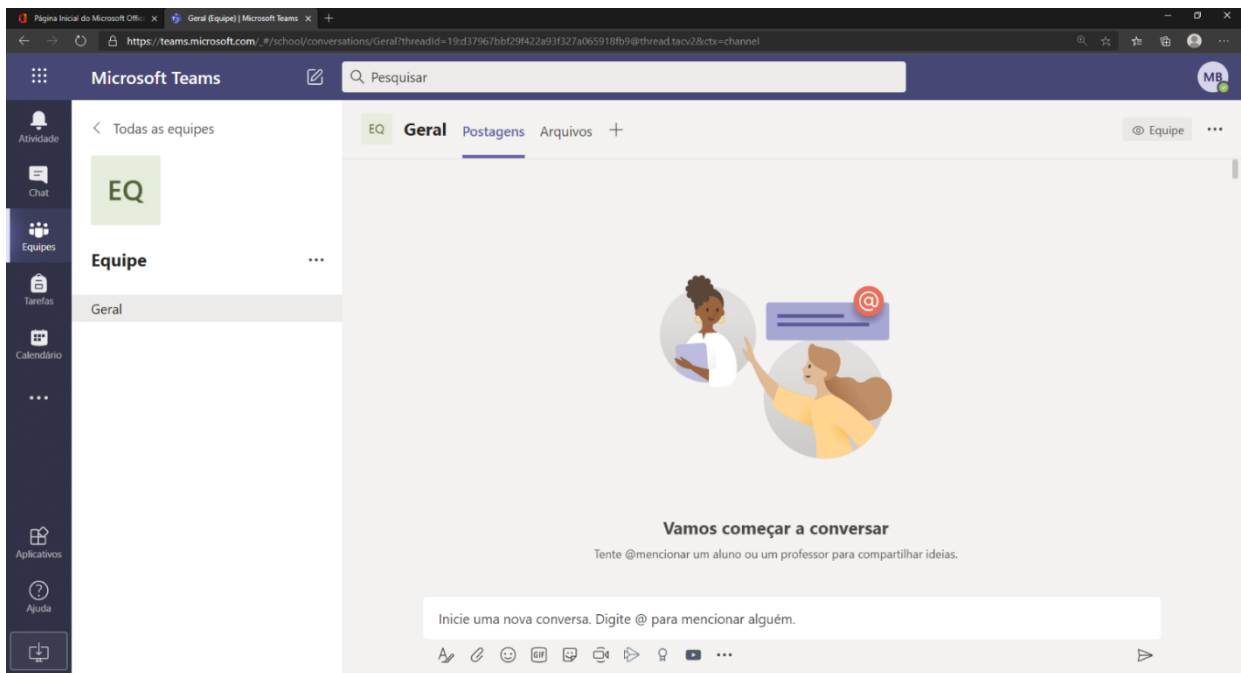 Página Inicial do Microsoft Offic
Geral (Equipe) | Microsoft Teams
https://teams.microsoft.com/_#/school/conversations/Geral?threadId=19:d37967bbf29f422a93f327a065918fb9@thread.tacv2&ctx=channel
Microsoft Teams
Pesquisar
MB
Atividade
Chat
Equipes
Tarefas
Calendário
Aplicativos
Ajuda
Todas as equipes
EQ
Equipe
Geral
EQ Geral Postagens Arquivos
Equipe
@
Vamos começar a conversar
Tente @mencionar um aluno ou um professor para compartilhar ideias.
Inicie uma nova conversa. Digite @ para mencionar alguém.
GIF